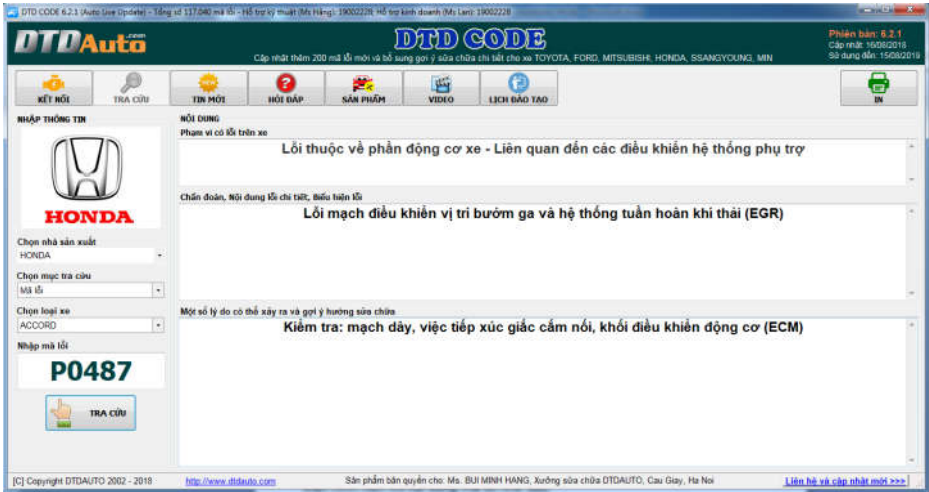 DTD CODE 6.2.1 (Auto Live Update) - Tổng số 117.040 mã lỗi - Hỗ trợ kỹ thuật (Ms Hằng): 19002228; Hỗ trợ kinh doanh (Ms Lan): 19002228
DTDAuto.com
DTD CODE
Cập nhật thêm 200 mã lỗi mới và bổ sung gợi ý sửa chữa chi tiết cho xe TOYOTA, FORD, MITSUBISHI, HONDA, SSANGYOUNG, MIN
Phiên bản: 6.2.1
Cập nhật: 16/08/2018
Sử dụng đến: 15/08/2019
KẾT NỐI
TRA CỨU
TIN MỚI
HỎI ĐÁP
SẢN PHẨM
VIDEO
LỊCH ĐÀO TẠO
IN
NHẬP THÔNG TIN
HONDA
Chọn nhà sản xuất
HONDA
Chọn mục tra cứu
Mã lỗi
Chọn loại xe
ACCORD
Nhập mã lỗi
P0487
TRA CỨU
NỘI DUNG
Phạm vi có lỗi trên xe
Lỗi thuộc về phần động cơ xe - Liên quan đến các điều khiển hệ thống phụ trợ
Chẩn đoán, Nội dung lỗi chi tiết, Biểu hiện lỗi
Lỗi mạch điều khiển vị trí bướm ga và hệ thống tuần hoàn khí thải (EGR)
Một số lý do có thể xảy ra và gợi ý hướng sửa chữa
Kiểm tra: mạch dây, việc tiếp xúc giắc cắm nối, khối điều khiển động cơ (ECM)
[C] Copyright DTDAUTO 2002 - 2018
http://www.dtdauto.com
Sản phẩm bản quyền cho: Ms. BUI MINH HANG, Xưởng sửa chữa DTDAUTO, Cau Giay, Ha Noi
Liên hệ và cập nhật mới >>>